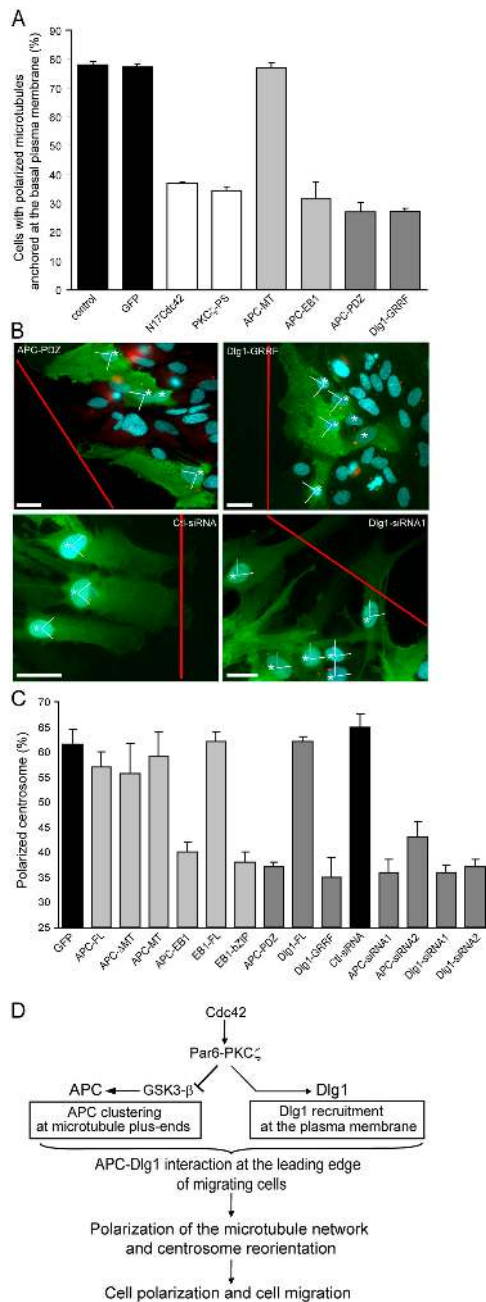 A
Cells with polarized microtubules
anchored at the basal plasma membrane (%)
90
80
70
60
50
40
30
20
10
0
control
GFP
N17Cdc42
PKCζ-PS
APC-MT
APC-EB1
APC-PDZ
Dlg1-GRRF
B
APC-PDZ
Dlg1-GRRF
Ctl-siRNA
Dlg1-siRNA1
C
Polarized centrosome (%)
70
65
60
55
50
45
40
35
30
25
GFP
APC-FL
APC-ΔMT
APC-MT
APC-EB1
EB1-FL
EB1-bZIP
APC-PDZ
Dlg1-FL
Dlg1-GRRF
Ctl-siRNA
APC-siRNA1
APC-siRNA2
Dlg1-siRNA1
Dlg1-siRNA2
D
Cdc42
Par6-PKCζ
APC GSK3-β Dlg1
APC clustering
at microtubule plus-ends
Dlg1 recruitment
at the plasma membrane
APC-Dlg1 interaction at the leading edge
of migrating cells
Polarization of the microtubule network
and centrosome reorientation
Cell polarization and cell migration